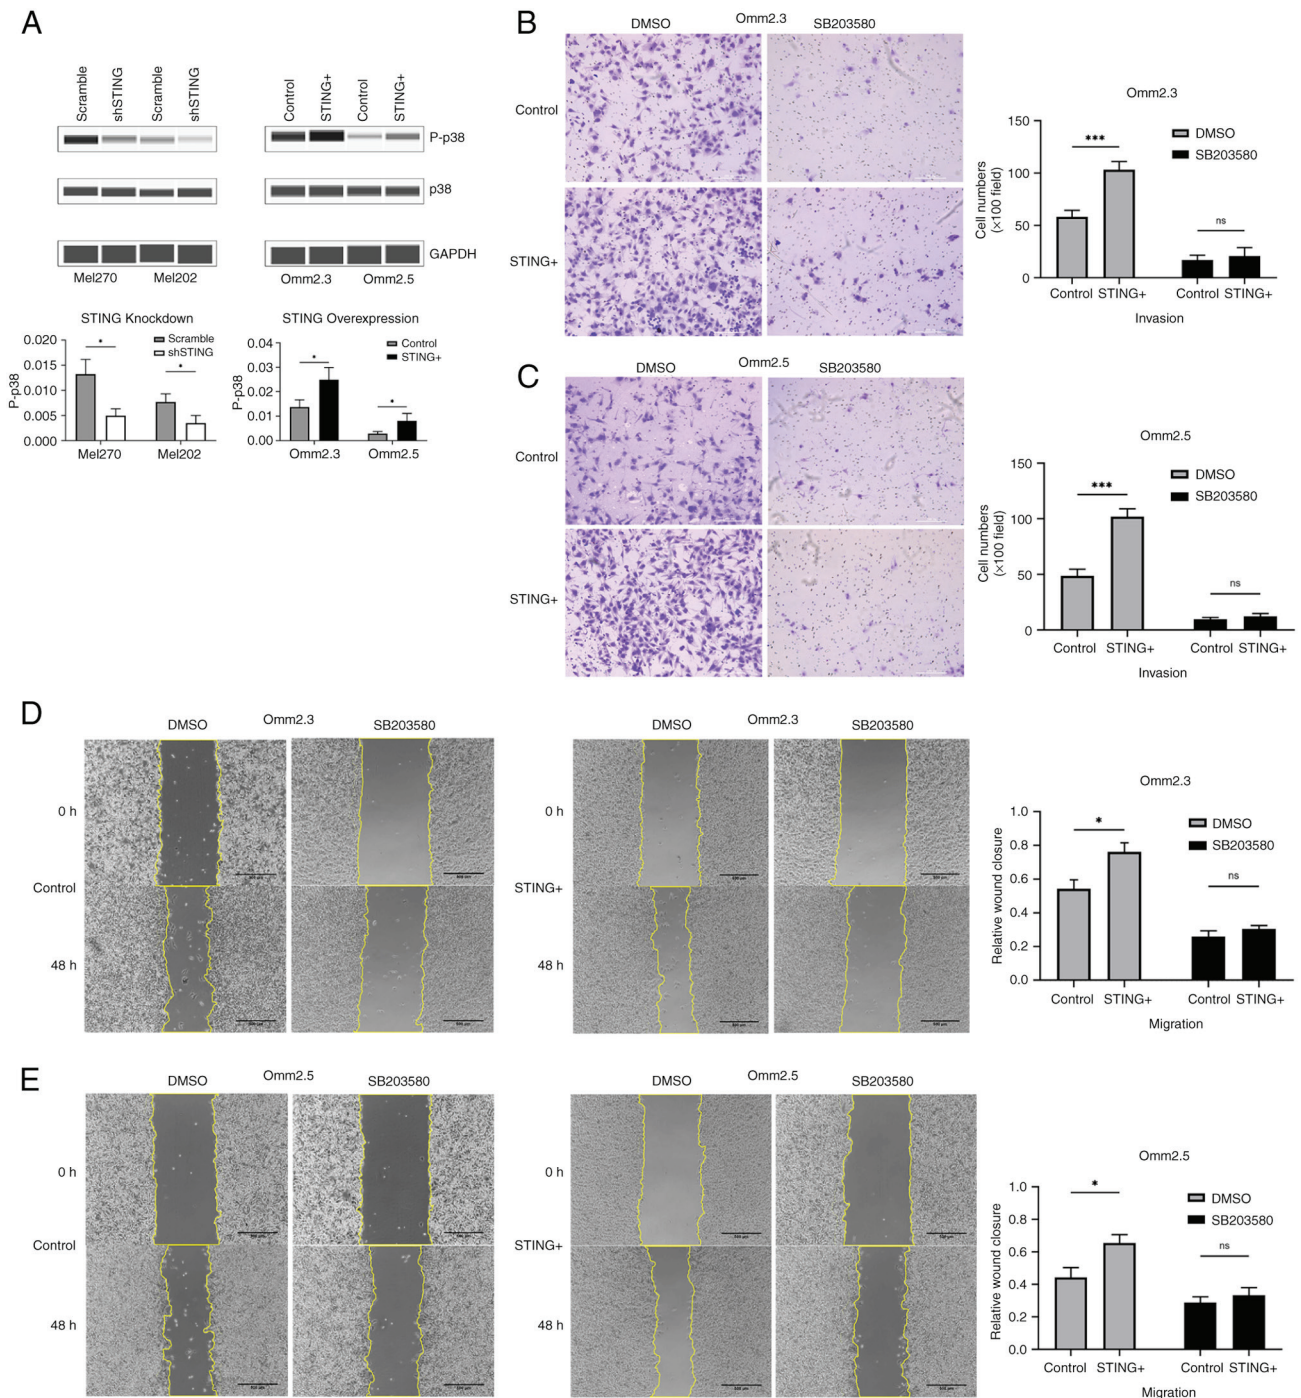 A
Scramble
shSTING
Scramble
shSTING
Control
STING+
Control
STING+
P-p38
p38
GAPDH
Mel270 Mel202
Omm2.3 Omm2.5
STING Knockdown
P-p38
0.020
0.015
0.010
0.005
0.000
Scramble
shSTING
*
*
Mel270 Mel202
STING Overexpression
P-p38
0.04
0.03
0.02
0.01
0.00
Control
STING+
*
*
Omm2.3 Omm2.5
B
Omm2.3
DMSO SB203580
Control
STING+
Omm2.3
Cell numbers
(×100 field)
150
100
50
0
***
ns
DMSO
SB203580
Control STING+ Control STING+
Invasion
C
Omm2.5
DMSO SB203580
Control
STING+
Omm2.5
Cell numbers
(×100 field)
150
100
50
0
***
ns
DMSO
SB203580
Control STING+ Control STING+
Invasion
D
Omm2.3
DMSO SB203580
0 h
Control
48 h
Omm2.3
DMSO SB203580
0 h
STING+
48 h
Omm2.3
Relative wound closure
1.0
0.8
0.6
0.4
0.2
0.0
*
ns
DMSO
SB203580
Control STING+ Control STING+
Migration
E
Omm2.5
DMSO SB203580
0 h
Control
48 h
Omm2.5
DMSO SB203580
0 h
STING+
48 h
Omm2.5
Relative wound closure
1.0
0.8
0.6
0.4
0.2
0.0
*
ns
DMSO
SB203580
Control STING+ Control STING+
Migration